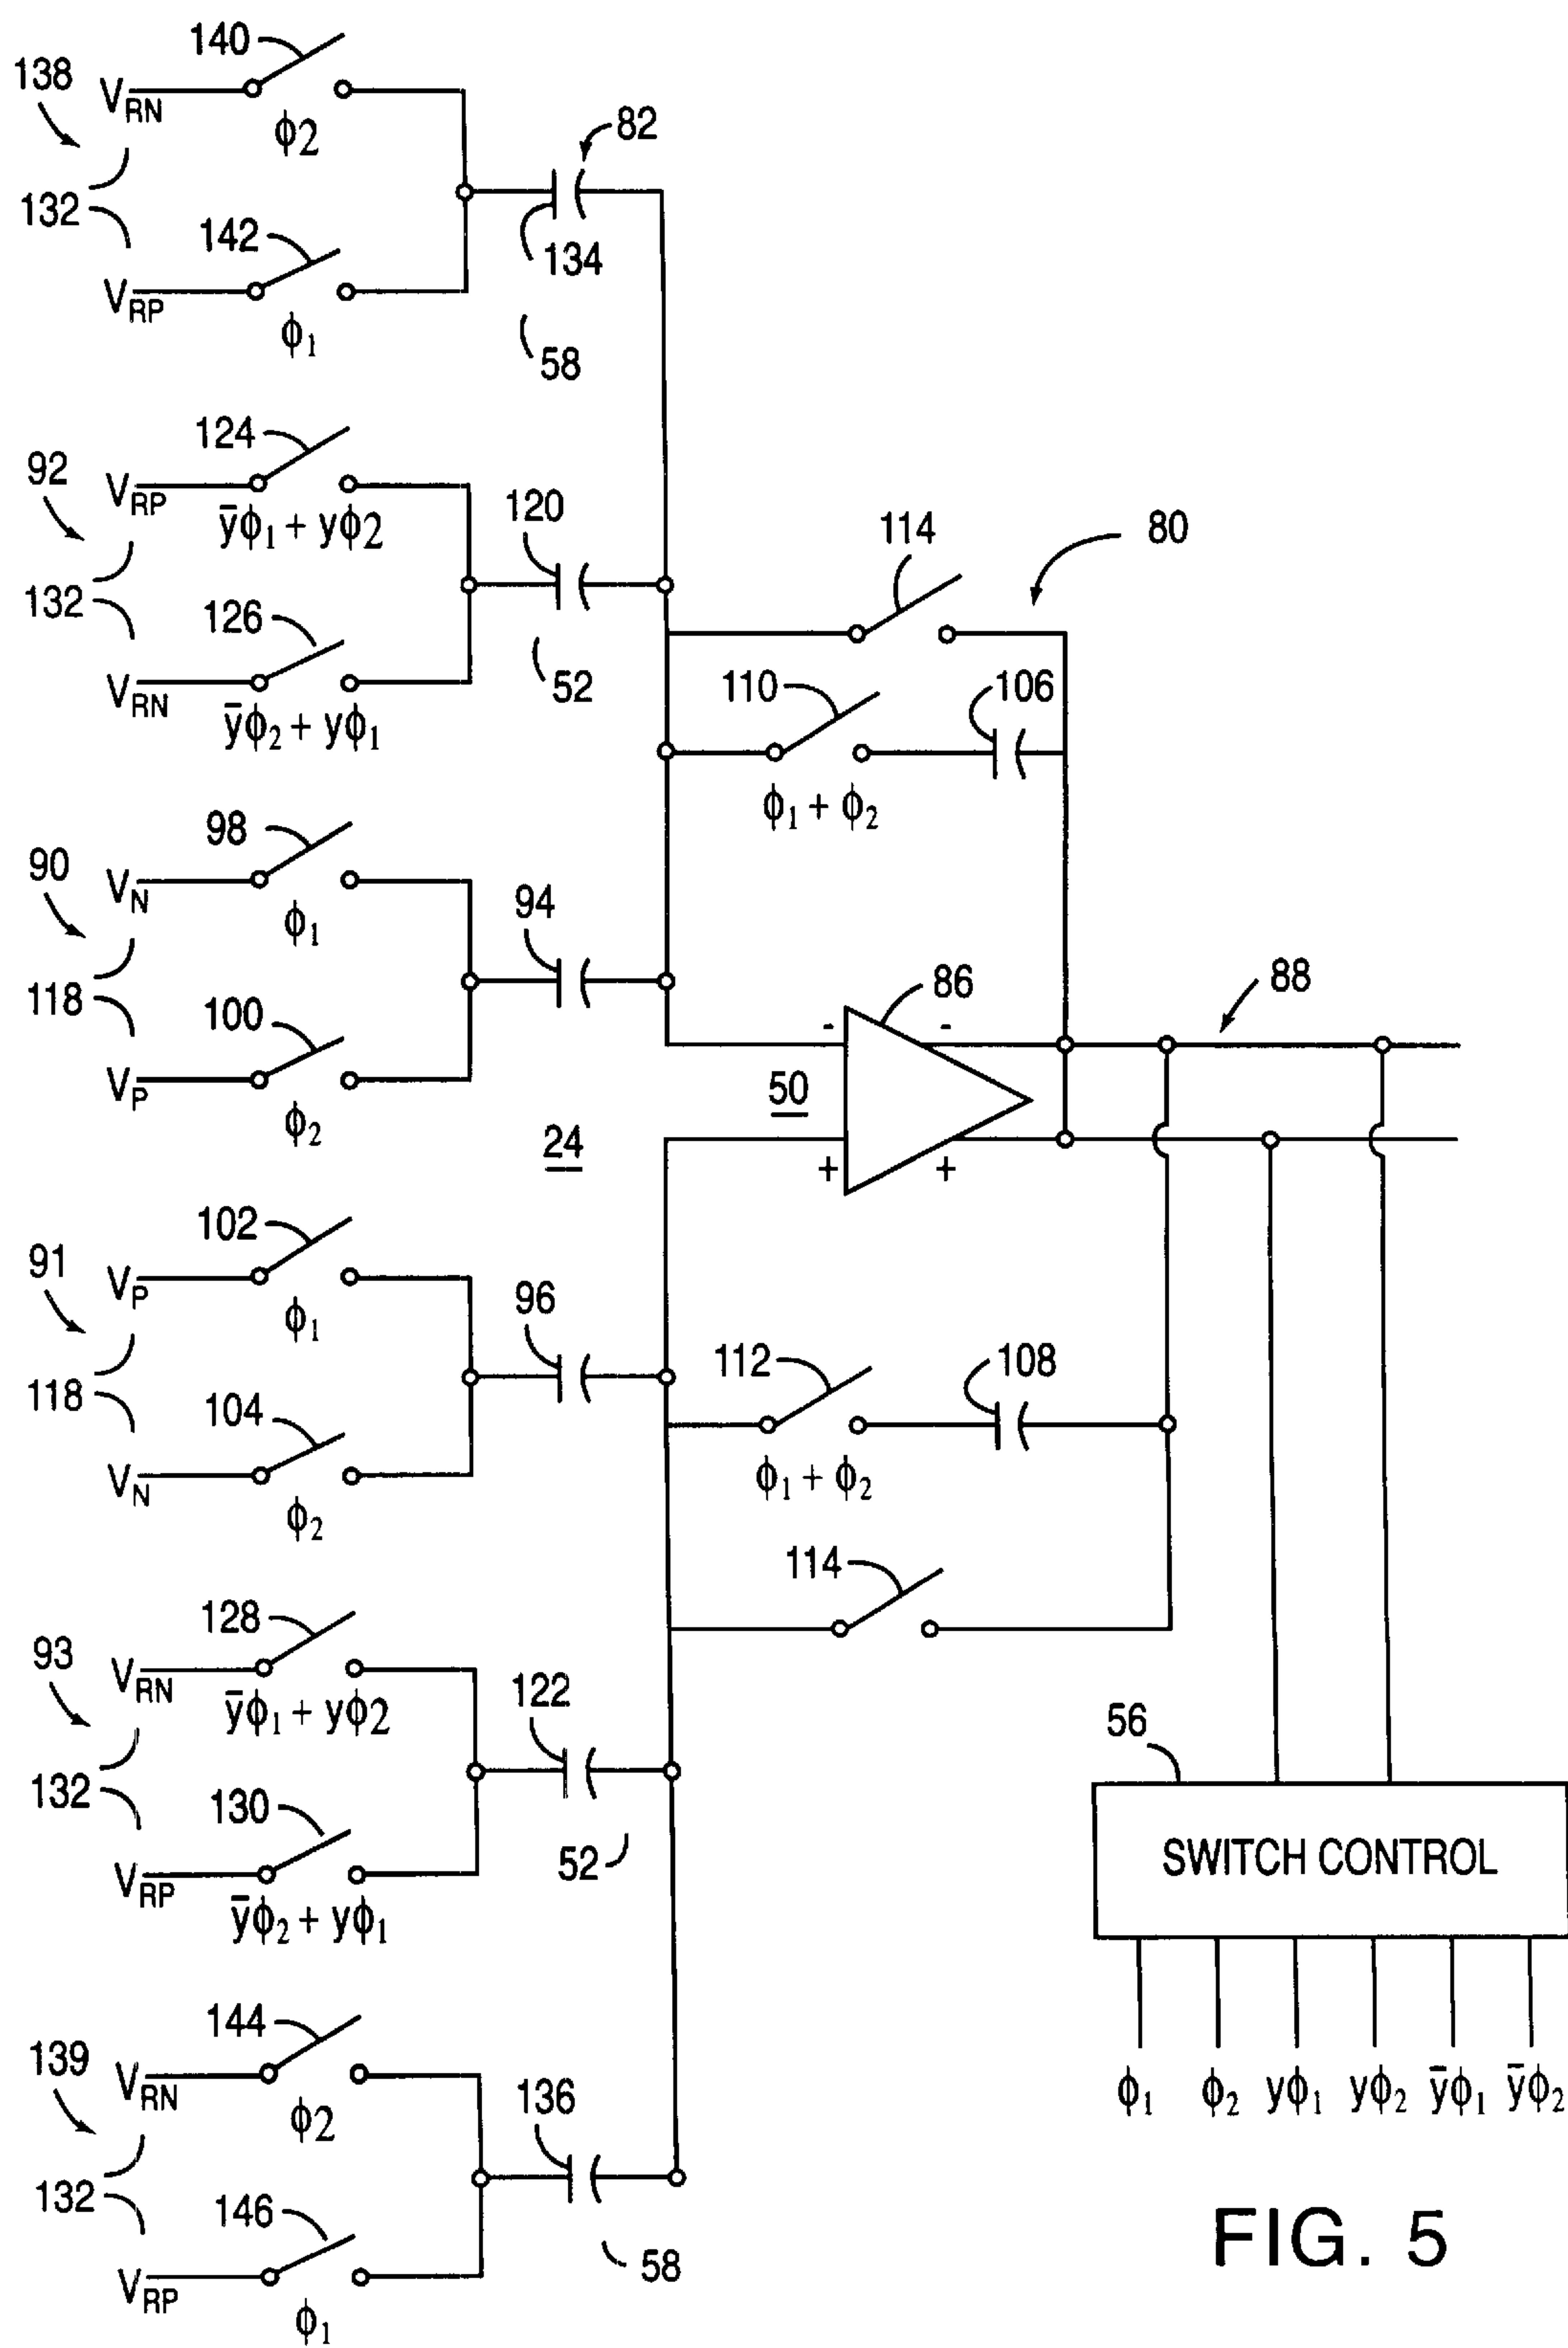 140
138
V_RN
φ2
82
132
142
134
V_RP
φ₁
58
124
92
V_RP
ȳφ₁ + yφ2
120
114
80
132
126
52
V_RN
ȳφ₂ + yφ₁
110
106
φ₁ + φ₂
98
90
V_N
φ₁
94
86
88
118
100
- -
V_P
φ₂
50
24
+ +
102
91
V_P
φ₁
96
112
108
118
104
V_N
φ₂
φ₁ + φ₂
114
128
93
V_RN
ȳφ₁ + yφ2
122
56
132
130
52
SWITCH CONTROL
V_RP
ȳφ₂ + yφ₁
144
139
V_RN
φ2
136
φ₁ φ₂ yφ₁ yφ₂ ȳφ₁ ȳφ₂
132
146
58
V_RP
φ₁
FIG. 5